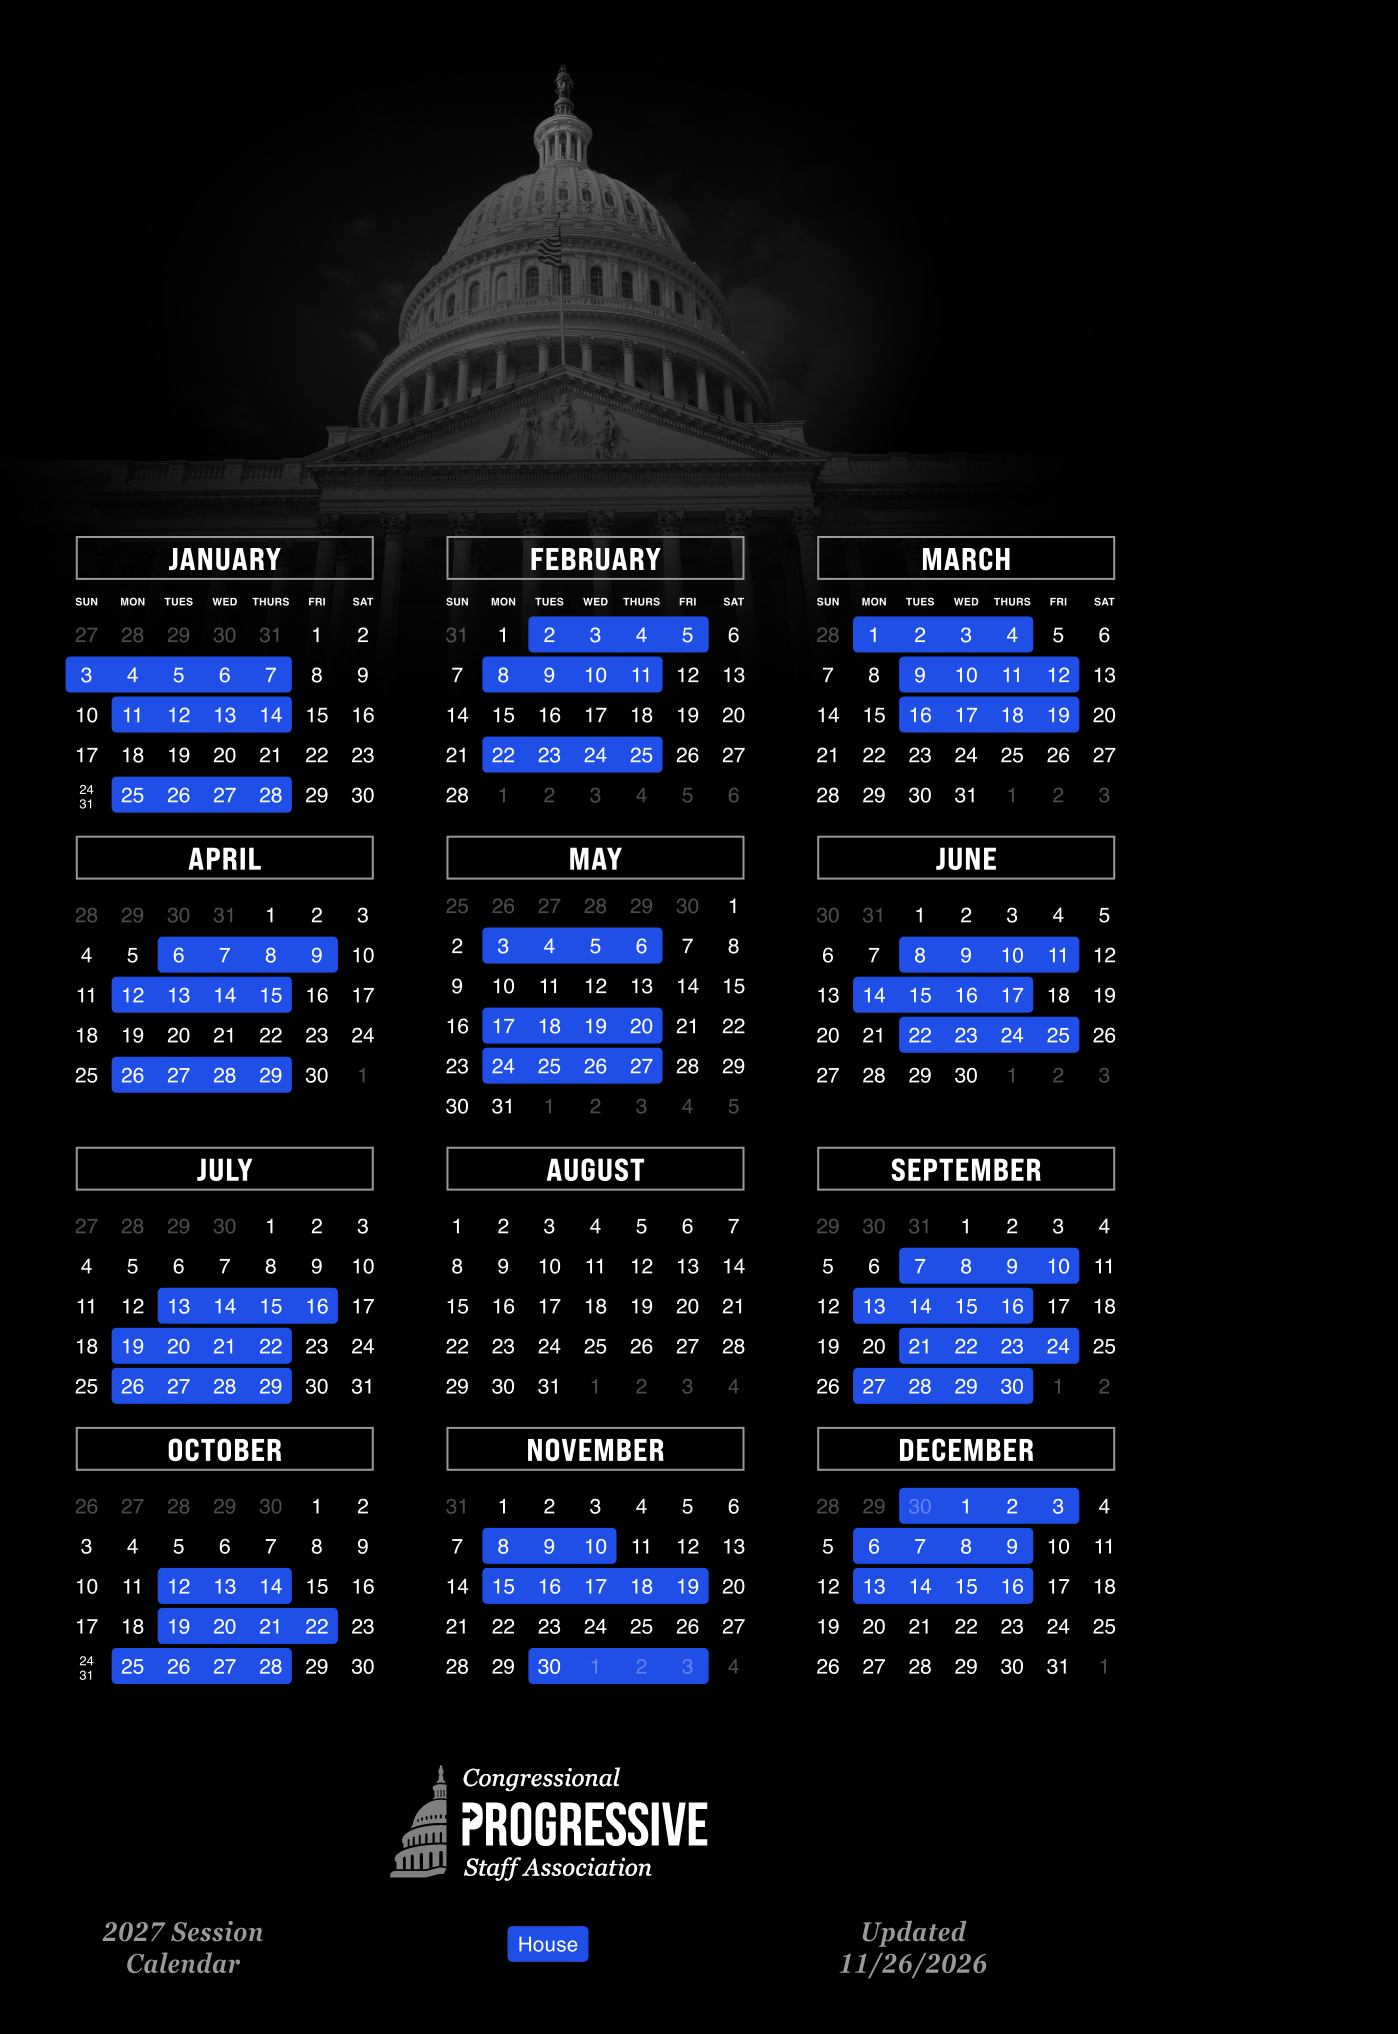 JANUARY FEBRUARY MARCH
SUN MON TUES WED THURS FRI SAT SUN MON TUES WED THURS FRI SAT SUN MON TUES WED THURS FRI SAT
27 28 29 30 31 1 2 31 1 2 3 4 5 6 28 1 2 3 4 5 6
3 4 5 6 7 8 9 7 8 9 10 11 12 13 7 8 9 10 11 12 13
10 11 12 13 14 15 16 14 15 16 17 18 19 20 14 15 16 17 18 19 20
17 18 19 20 21 22 23 21 22 23 24 25 26 27 21 22 23 24 25 26 27
24 31 25 26 27 28 29 30 28 1 2 3 4 5 6 28 29 30 31 1 2 3
APRIL MAY JUNE
28 29 30 31 1 2 3 25 26 27 28 29 30 1 30 31 1 2 3 4 5
4 5 6 7 8 9 10 2 3 4 5 6 7 8 6 7 8 9 10 11 12
11 12 13 14 15 16 17 9 10 11 12 13 14 15 13 14 15 16 17 18 19
18 19 20 21 22 23 24 16 17 18 19 20 21 22 20 21 22 23 24 25 26
25 26 27 28 29 30 1 23 24 25 26 27 28 29 27 28 29 30 1 2 3
30 31 1 2 3 4 5
JULY AUGUST SEPTEMBER
27 28 29 30 1 2 3 1 2 3 4 5 6 7 29 30 31 1 2 3 4
4 5 6 7 8 9 10 8 9 10 11 12 13 14 5 6 7 8 9 10 11
11 12 13 14 15 16 17 15 16 17 18 19 20 21 12 13 14 15 16 17 18
18 19 20 21 22 23 24 22 23 24 25 26 27 28 19 20 21 22 23 24 25
25 26 27 28 29 30 31 29 30 31 1 2 3 4 26 27 28 29 30 1 2
OCTOBER NOVEMBER DECEMBER
26 27 28 29 30 1 2 31 1 2 3 4 5 6 28 29 30 1 2 3 4
3 4 5 6 7 8 9 7 8 9 10 11 12 13 5 6 7 8 9 10 11
10 11 12 13 14 15 16 14 15 16 17 18 19 20 12 13 14 15 16 17 18
17 18 19 20 21 22 23 21 22 23 24 25 26 27 19 20 21 22 23 24 25
24 31 25 26 27 28 29 30 28 29 30 1 2 3 4 26 27 28 29 30 31 1
Congressional
PROGRESSIVE
Staff Association
2027 Session
Calendar
House
Updated
11/26/2026